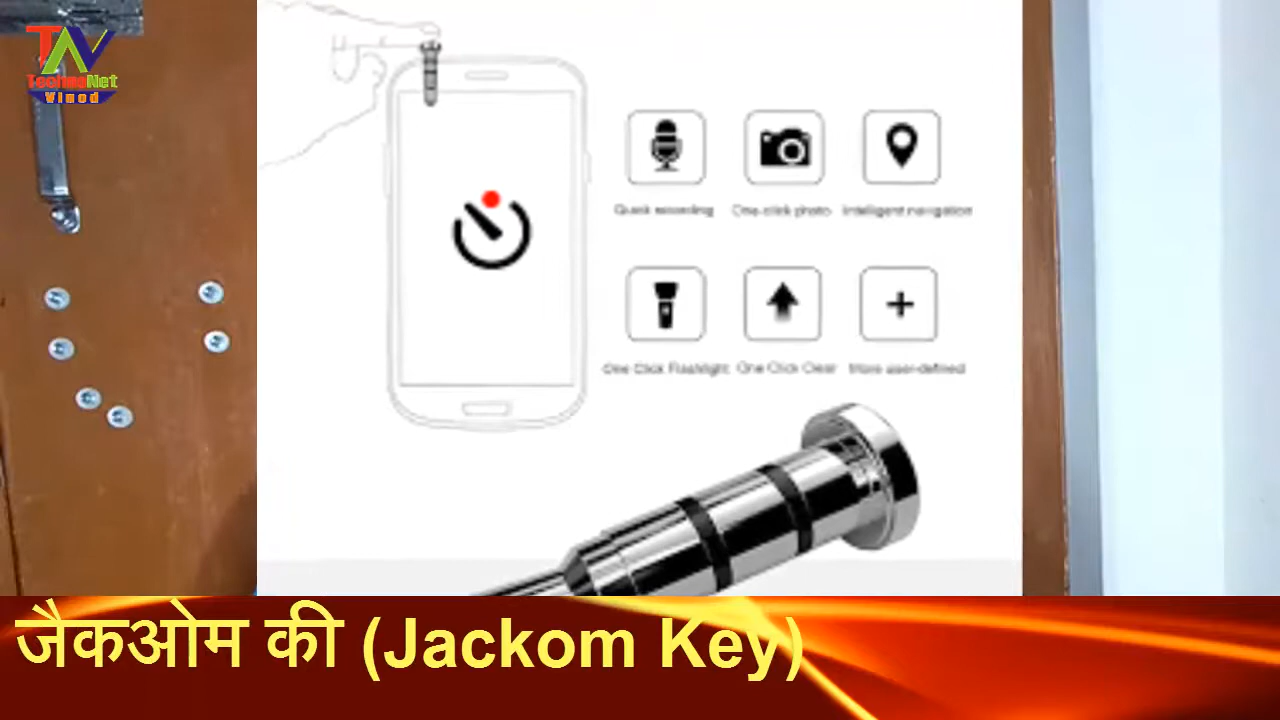 TechnoNet
Vinod
Quick recording
One click photo
Intelligent navigation
One Click Flashlight
One Click Clear
More user-defined
जैकओम की (Jackom Key)